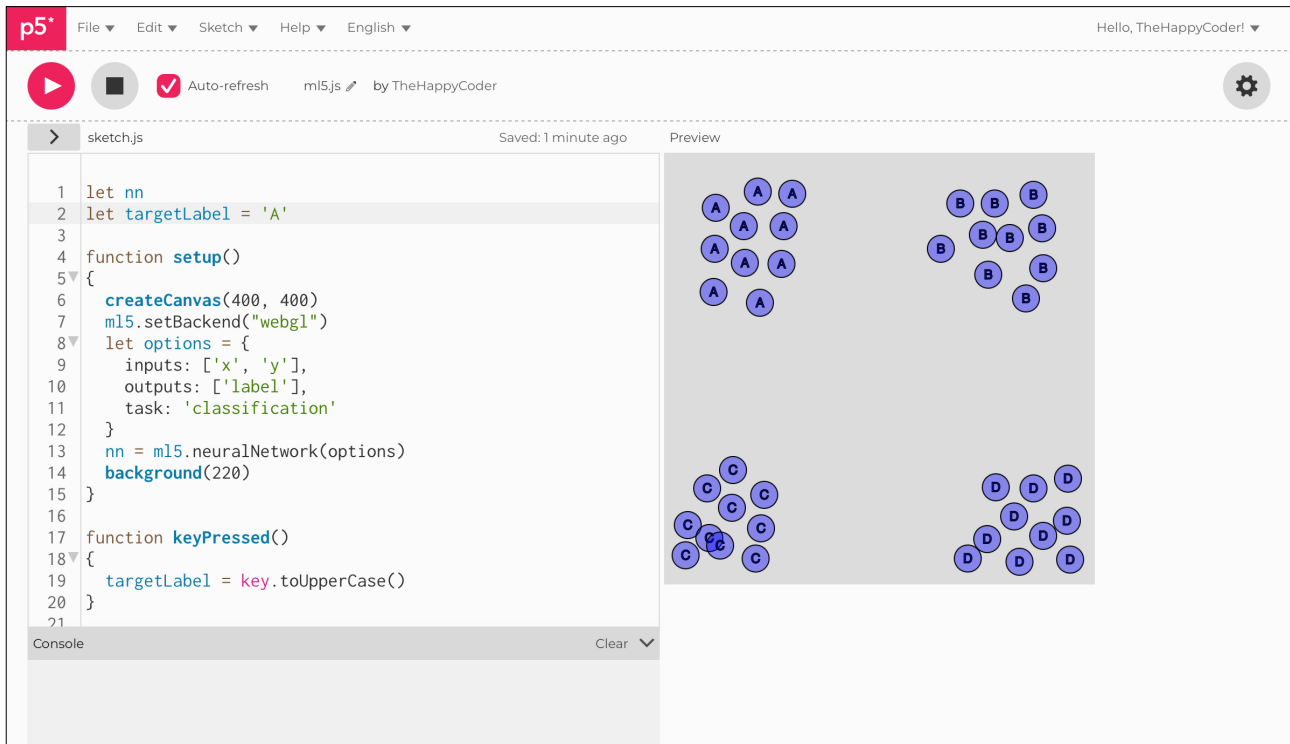 p5* File Edit Sketch Help English Hello, TheHappyCoder!
Auto-refresh ml5.js by TheHappyCoder
sketch.js Saved: 1 minute ago Preview
1 let nn
2 let targetLabel = 'A'
3
4 function setup()
5 {
6 createCanvas(400, 400)
7 ml5.setBackend("webgl")
8 let options = {
9 inputs: ['x', 'y'],
10 outputs: ['label'],
11 task: 'classification'
12 }
13 nn = ml5.neuralNetwork(options)
14 background(220)
15 }
16
17 function keyPressed()
18 {
19 targetLabel = key.toUpperCase()
20 }
21
Console Clear
A A A A A A A A A A A
B B B B B B B B B B
C C C C C C C C C C
D D D D D D D D D D